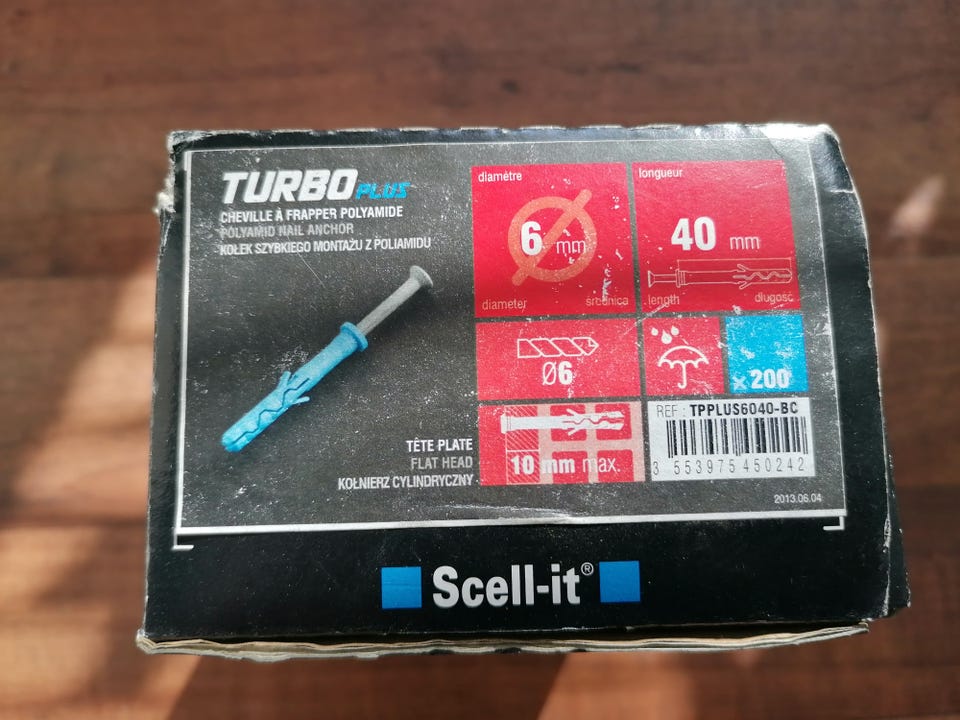 TURBO PLUS
CHEVILLE À FRAPPER POLYAMIDE
POLYAMID NAIL ANCHOR
KOŁEK SZYBKIEGO MONTAŻU Z POLIAMIDU
TÊTE PLATE
FLAT HEAD
KOŁNIERZ CYLINDRYCZNY
diamètre
6 mm
diameter
średnica
longueur
40 mm
length
długość
Ø6
x 200
10 mm max.
REF : TPPLUS6040-BC
3 553975 450242
2013.06.04
Scell-it®